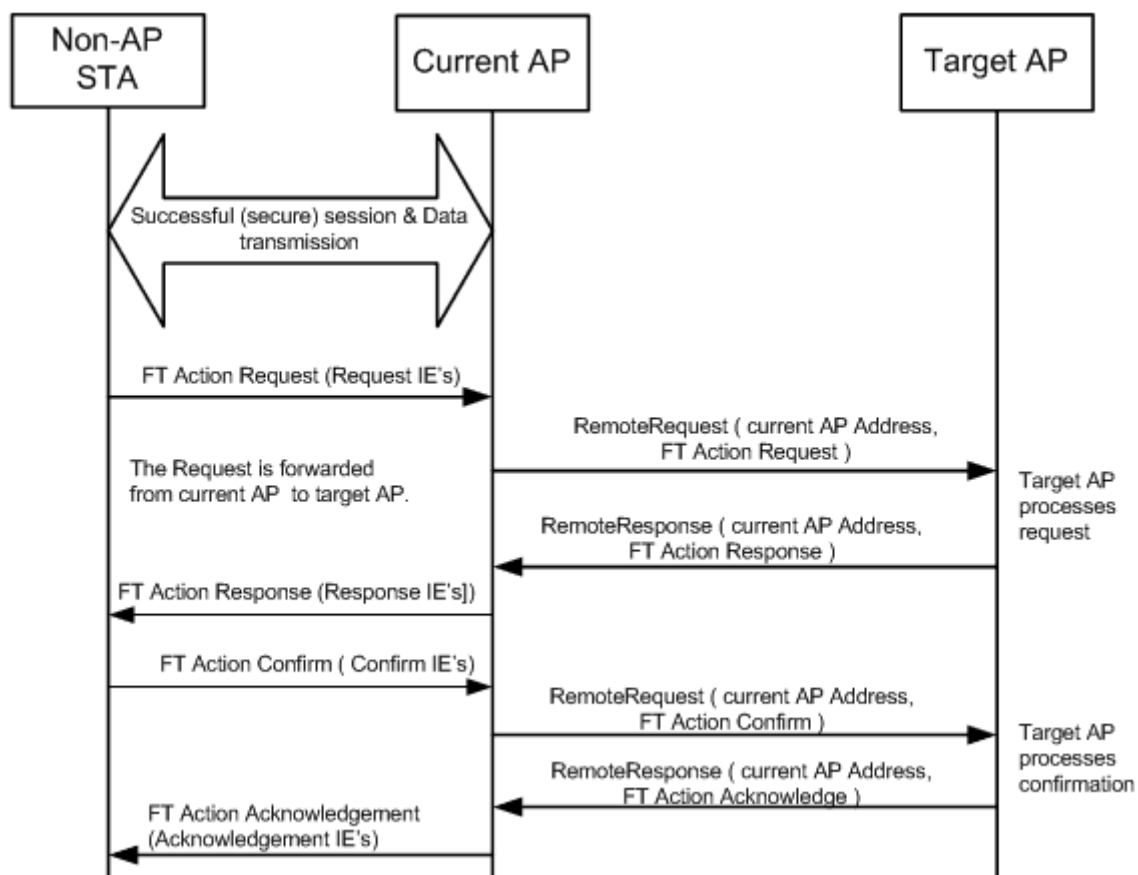 Non-AP
STA
Current AP
Target AP
Successful (secure) session & Data
transmission
FT Action Request (Request IE's)
RemoteRequest ( current AP Address,
FT Action Request )
The Request is forwarded
from current AP to target AP.
Target AP
processes
request
RemoteResponse ( current AP Address,
FT Action Response )
FT Action Response (Response IE's])
FT Action Confirm ( Confirm IE's)
RemoteRequest ( current AP Address,
FT Action Confirm )
Target AP
processes
confirmation
RemoteResponse ( current AP Address,
FT Action Acknowledge )
FT Action Acknowledgement
(Acknowledgement IE's)